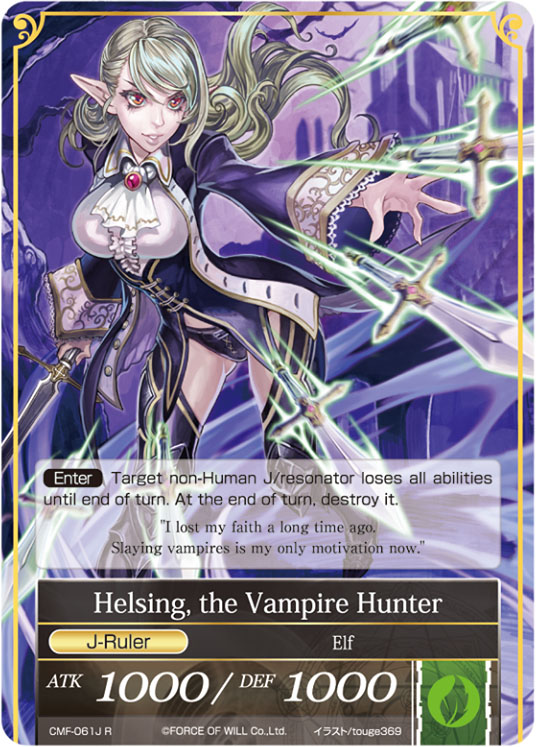 Enter Target non-Human J/resonator loses all abilities
until end of turn. At the end of turn, destroy it.
"I lost my faith a long time ago.
Slaying vampires is my only motivation now."
Helsing, the Vampire Hunter
J-Ruler Elf
ATK 1000 / DEF 1000
CMF-061J R ©FORCE OF WILL Co.,Ltd. イラスト/touge369